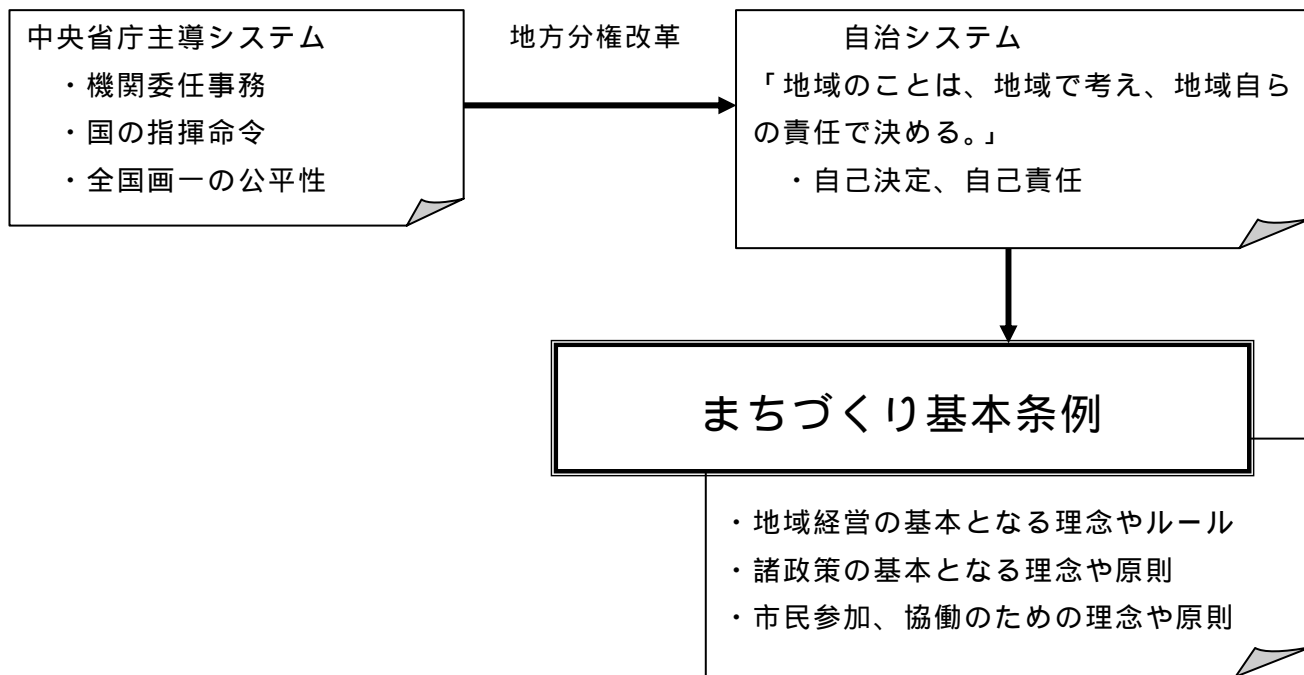 中央省庁主導システム
・機関委任事務
・国の指揮命令
・全国画一の公平性
地方分権改革
自治システム
「地域のことは、地域で考え、地域自ら
の責任で決める。」
・自己決定、自己責任
まちづくり基本条例
・地域経営の基本となる理念やルール
・諸政策の基本となる理念や原則
・市民参加、協働のための理念や原則